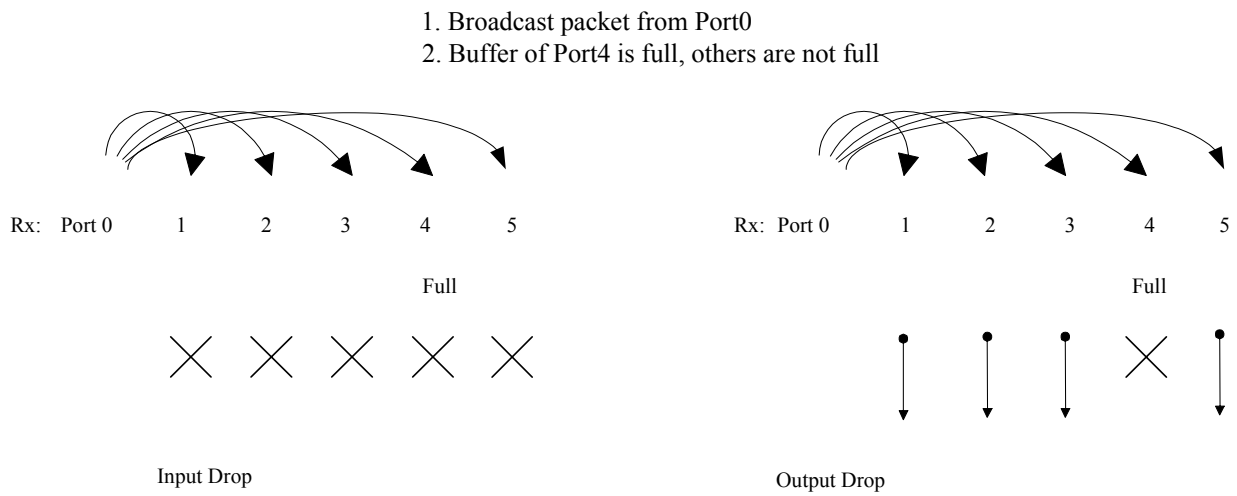 1. Broadcast packet from Port0
2. Buffer of Port4 is full, others are not full
Rx: Port 0 1 2 3 4 5
Full
Input Drop
Rx: Port 0 1 2 3 4 5
Full
Output Drop